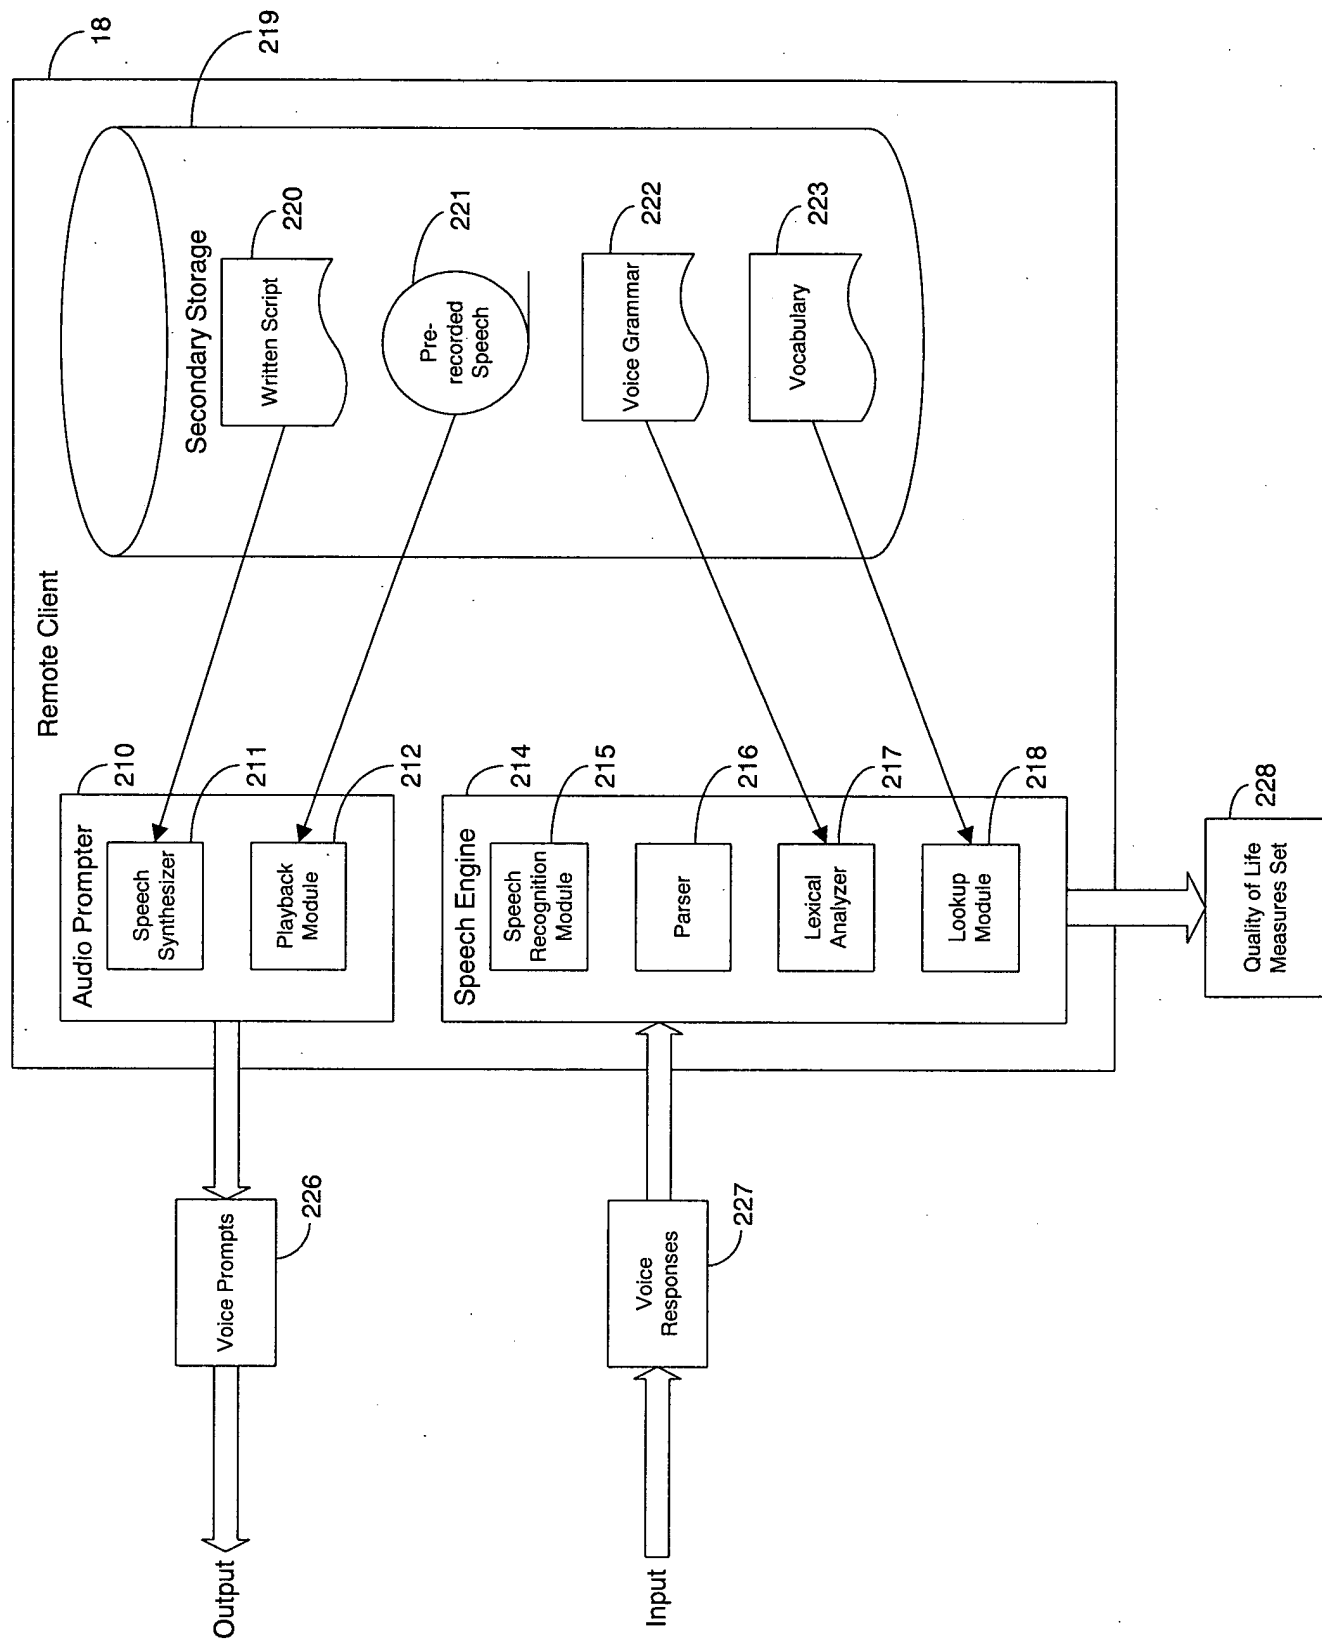 Remote Client
18
Audio Prompter
210
Speech
Synthesizer
211
Playback
Module
212
Speech Engine
214
Speech
Recognition
Module
215
Parser
216
Lexical
Analyzer
217
Lookup
Module
218
Secondary Storage
219
Written Script
220
Pre-
recorded
Speech
221
Voice Grammar
222
Vocabulary
223
Output
Voice Prompts
226
Input
Voice
Responses
227
Quality of Life
Measures Set
228